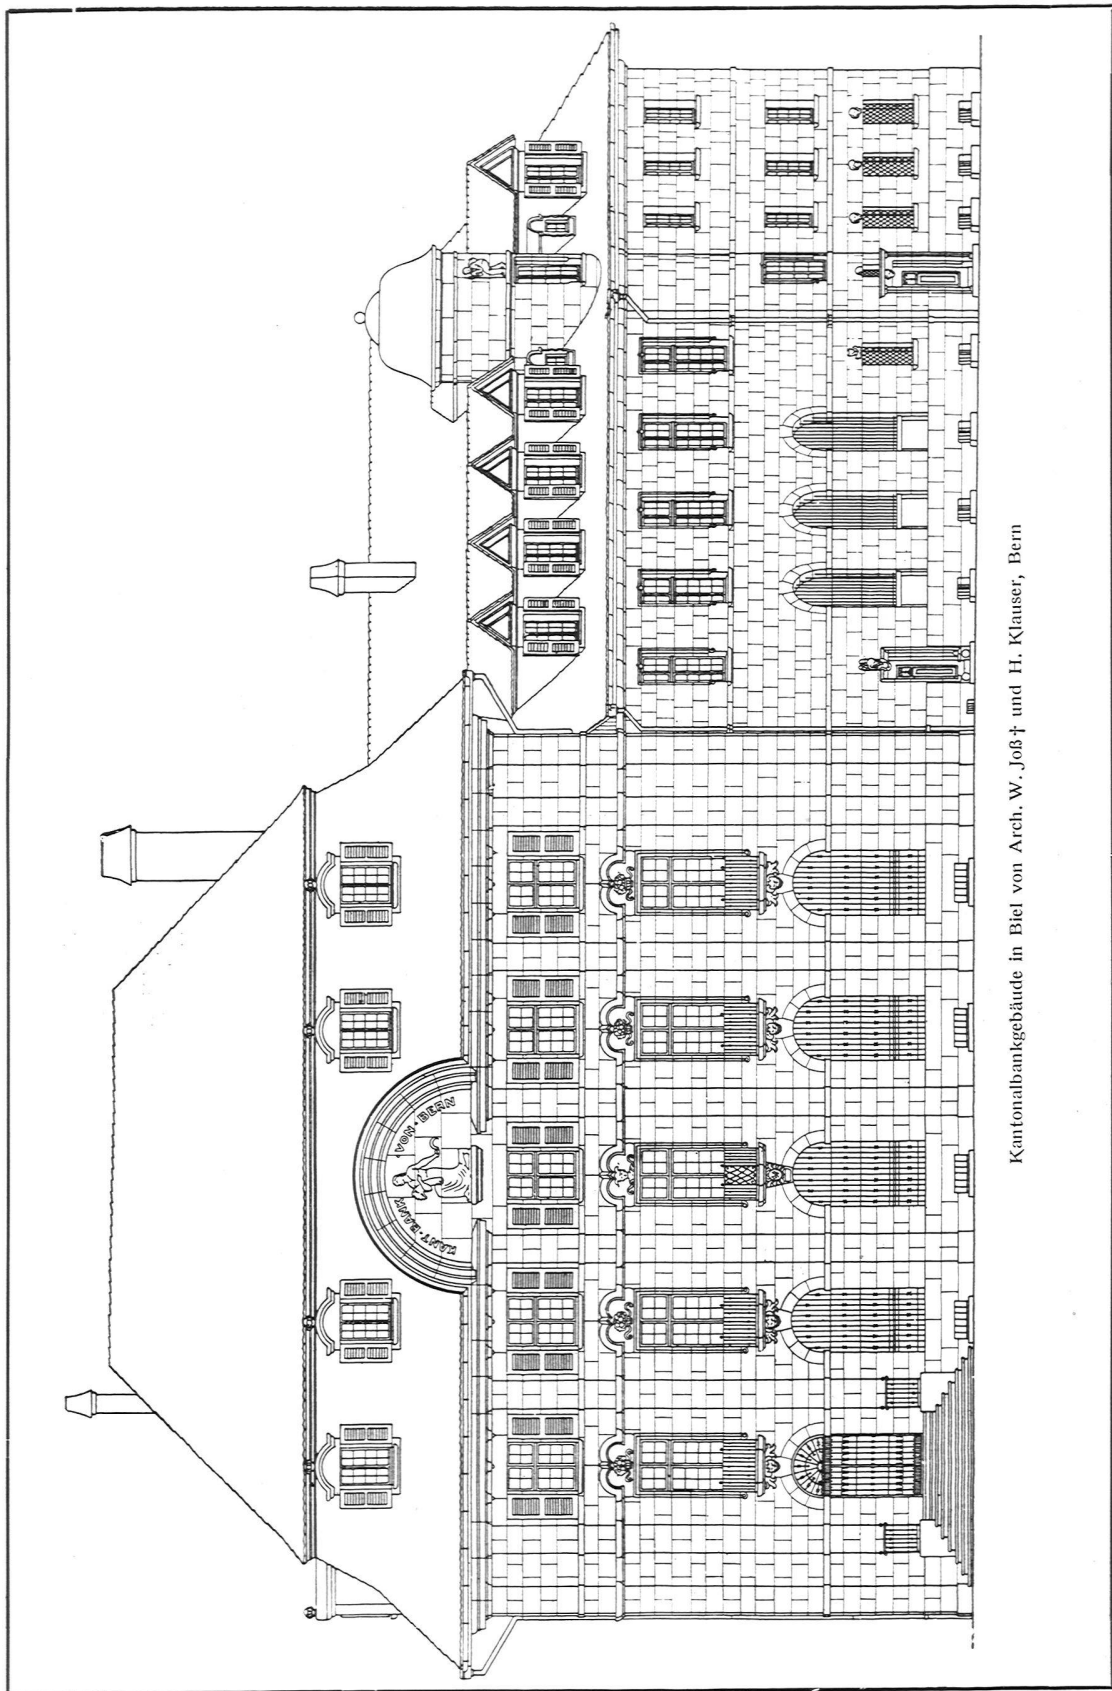 KANT·BANK·VON·BERN
Kantonalbankgebäude in Biel von Arch. W. Joß† und H. Klauser, Bern